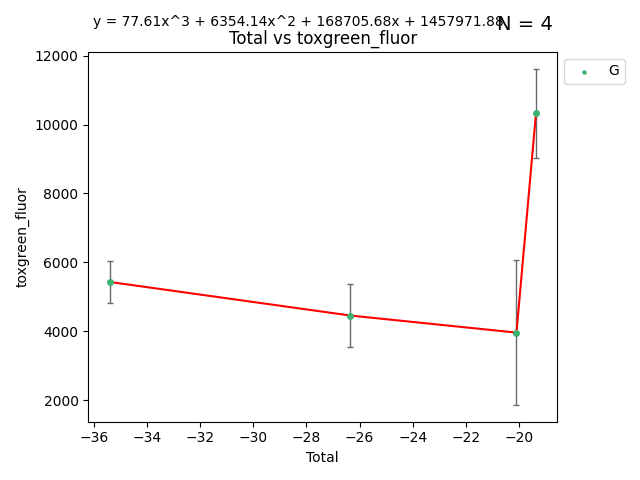 y = 77.61x^3 + 6354.14x^2 + 168705.68x + 1457971.88
N = 4
Total vs toxgreen_fluor
G
12000
10000
8000
6000
4000
2000
toxgreen_fluor
−36 −34 −32 −30 −28 −26 −24 −22 −20
Total